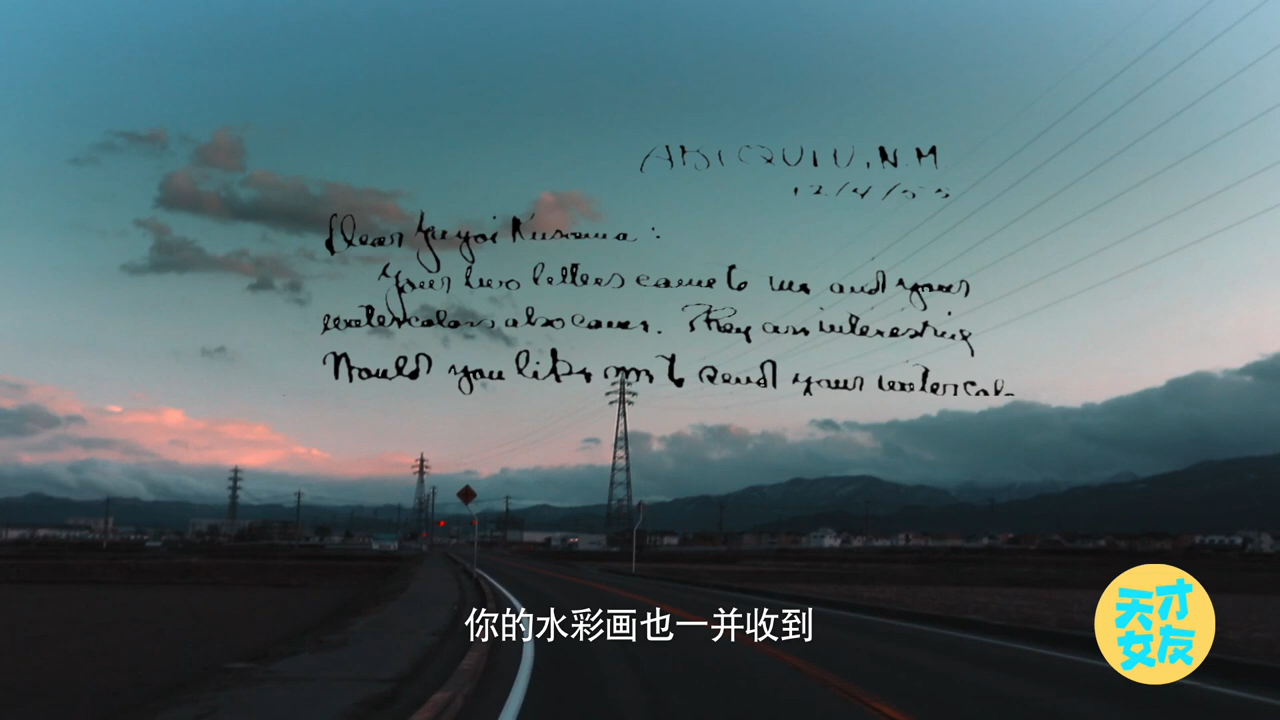 ABIQUIU, N.M
12/4/55
Dear Yayoi Kusama :
Your two letters came to me and your
watercolors also came. They are interesting
Would you like me to send your watercol
你的水彩画也一并收到
天才
女友